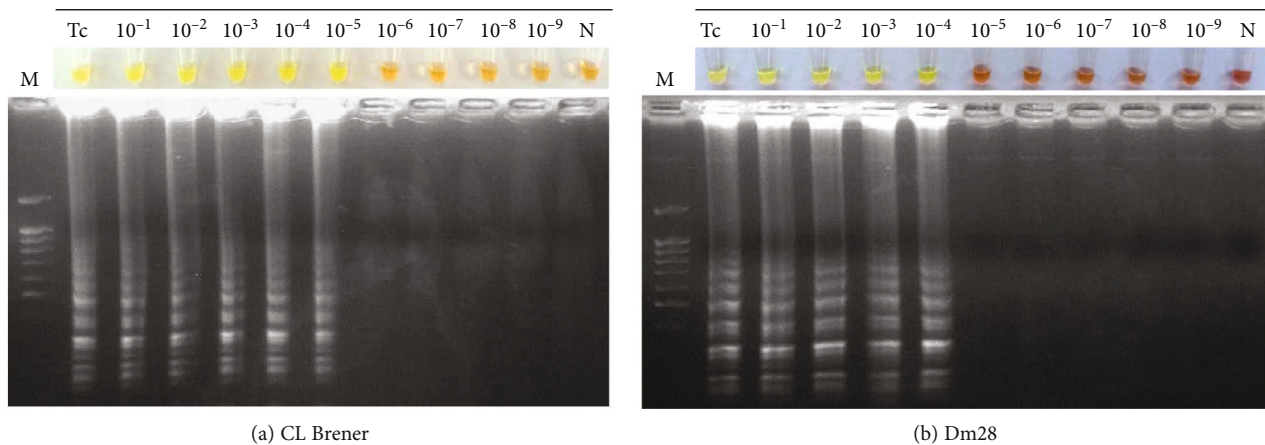 Tc 10⁻¹ 10⁻² 10⁻³ 10⁻⁴ 10⁻⁵ 10⁻⁶ 10⁻⁷ 10⁻⁸ 10⁻⁹ N
M
(a) CL Brener
Tc 10⁻¹ 10⁻² 10⁻³ 10⁻⁴ 10⁻⁵ 10⁻⁶ 10⁻⁷ 10⁻⁸ 10⁻⁹ N
M
(b) Dm28